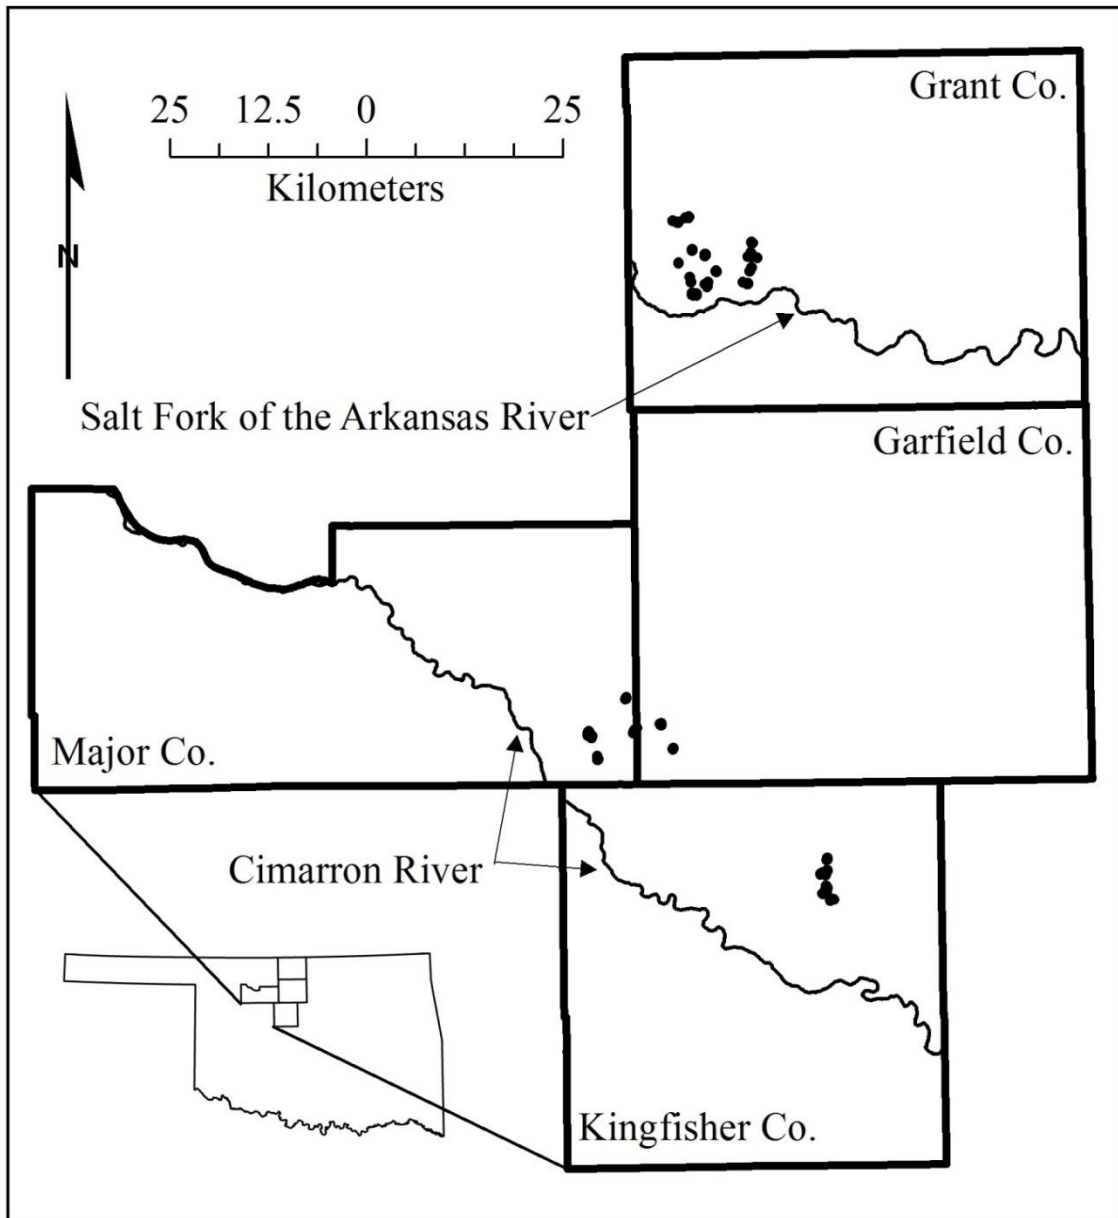 Grant Co.
25 12.5 0 25
Kilometers
N
Salt Fork of the Arkansas River
Garfield Co.
Major Co.
Cimarron River
Kingfisher Co.